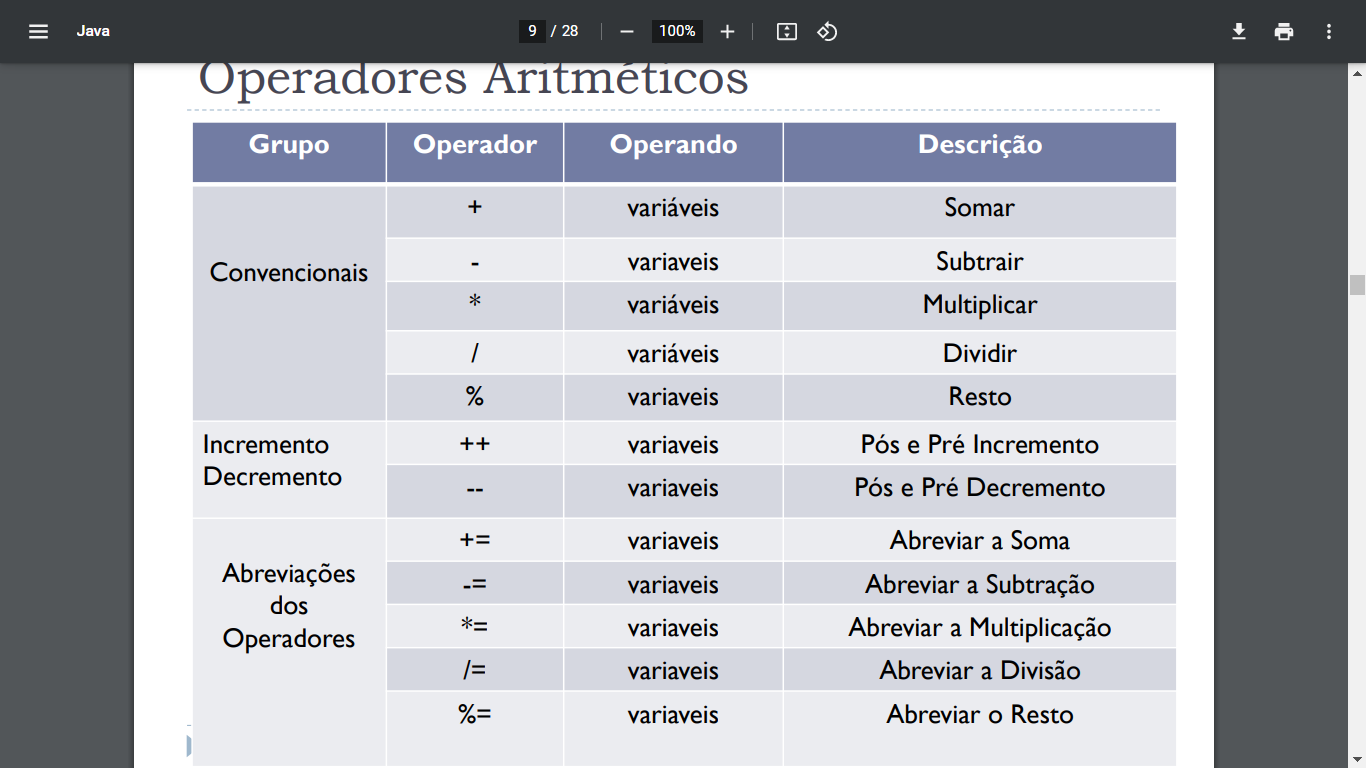 Java
9 / 28
100%
Operadores Aritméticos
Grupo Operador Operando Descrição
Convencionais
+ variáveis Somar
- variaveis Subtrair
* variáveis Multiplicar
/ variáveis Dividir
% variaveis Resto
Incremento
Decremento
++ variaveis Pós e Pré Incremento
-- variaveis Pós e Pré Decremento
Abreviações
dos
Operadores
+= variaveis Abreviar a Soma
-= variaveis Abreviar a Subtração
*= variaveis Abreviar a Multiplicação
/= variaveis Abreviar a Divisão
%= variaveis Abreviar o Resto